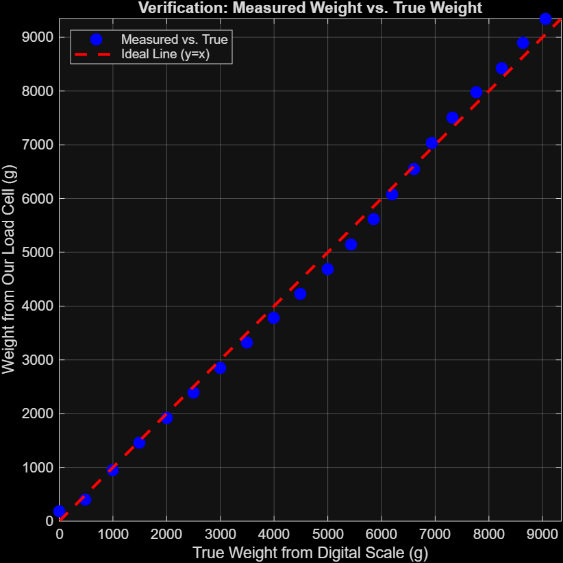 Verification: Measured Weight vs. True Weight
Measured vs. True
Ideal Line (y=x)
Weight from Our Load Cell (g)
9000
8000
7000
6000
5000
4000
3000
2000
1000
0
0 1000 2000 3000 4000 5000 6000 7000 8000 9000
True Weight from Digital Scale (g)